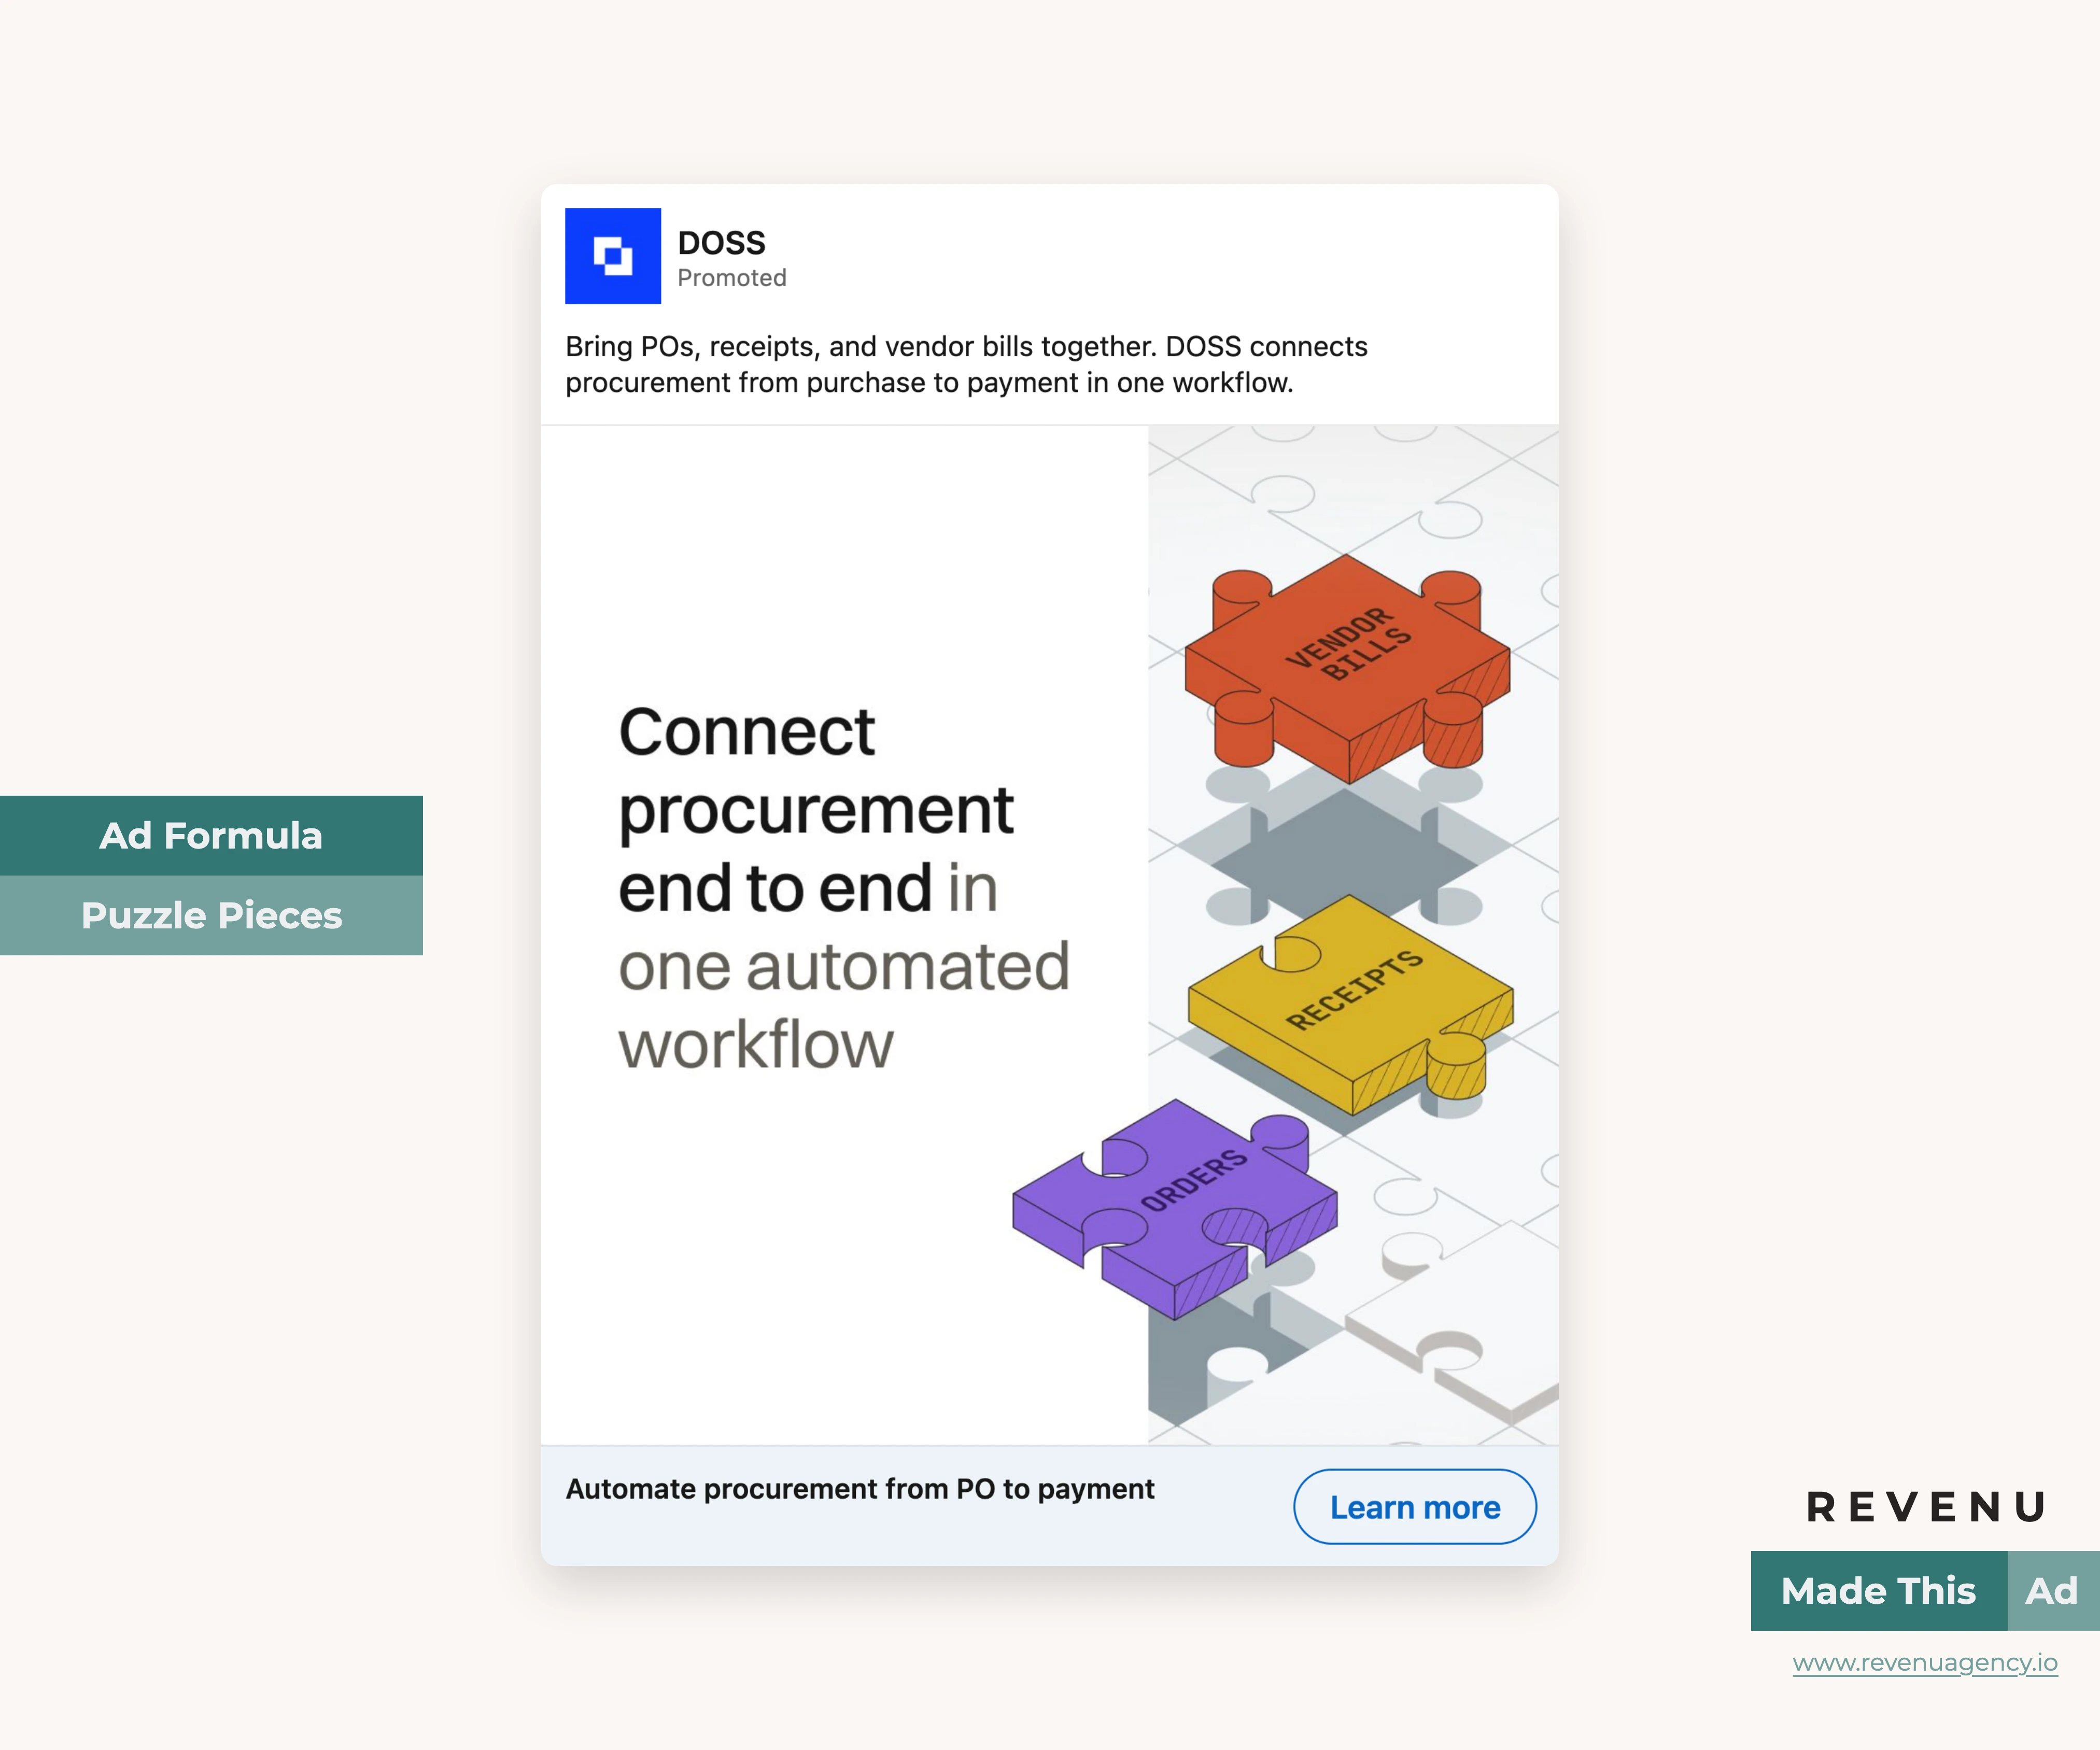 Ad Formula
Puzzle Pieces
DOSS
Promoted
Bring POs, receipts, and vendor bills together. DOSS connects
procurement from purchase to payment in one workflow.
Connect
procurement
end to end in
one automated
workflow
VENDOR
BILLS
RECEIPTS
ORDERS
Automate procurement from PO to payment
Learn more
REVENU
Made This Ad
www.revenuagency.io